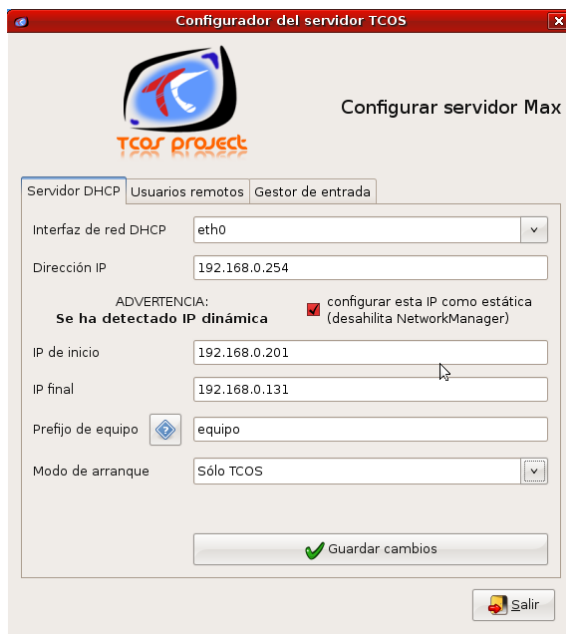 Configurador del servidor TCOS
TCOS PROJECT
Configurar servidor Max
Servidor DHCP Usuarios remotos Gestor de entrada
Interfaz de red DHCP eth0
Dirección IP 192.168.0.254
ADVERTENCIA:
Se ha detectado IP dinámica
configurar esta IP como estática
(desahilita NetworkManager)
IP de inicio 192.168.0.201
IP final 192.168.0.131
Prefijo de equipo equipo
Modo de arranque Sólo TCOS
Guardar cambios
Salir